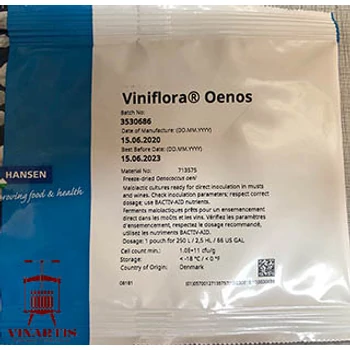 Viniflora® Oenos
Batch No:
3530686
Date of Manufacture: (DD.MM.YYYY)
15.06.2020
Best Before Date: (DD.MM.YYYY)
15.06.2023
Material No: 713575
Freeze-dried Oenococcus oeni
Malolactic cultures ready for direct inoculation in musts
and wines. Check inoculation parameters; respect correct
dosage; use BACTIV-AID nutrients.
Ferments malolactiques prêts pour un ensemencement
direct dans les moûts et les vins. Vérifiez les paramètres
d'ensemencement, respectez le dosage recommandé,
utilisez les nutriments BACTIV-AID.
Dosage: 1 pouch for 250 L / 2,5 HL / 66 US GAL
Cell count: 1.0E+11 cfu/g
Storage: < -18 °C / < 0 °F
Country of Origin: Denmark
HANSEN
food & health
VINARTIS